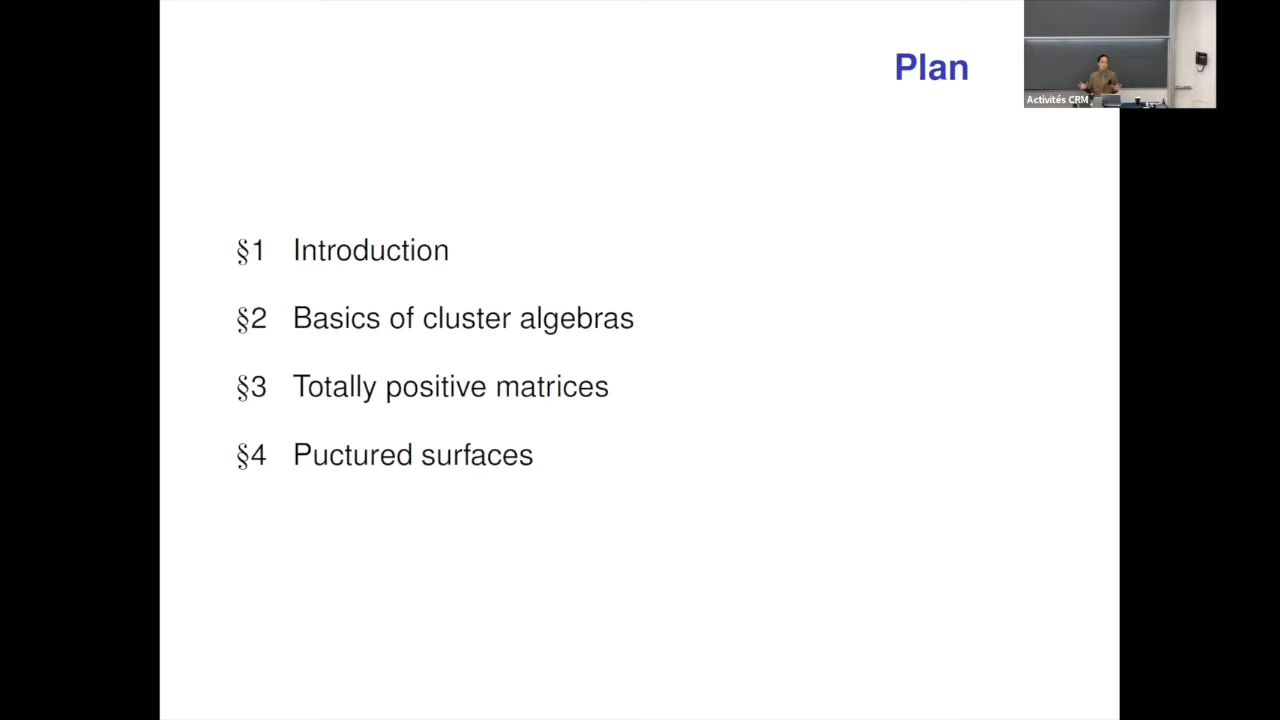 Plan
Activités CRM
§1 Introduction
§2 Basics of cluster algebras
§3 Totally positive matrices
§4 Puctured surfaces